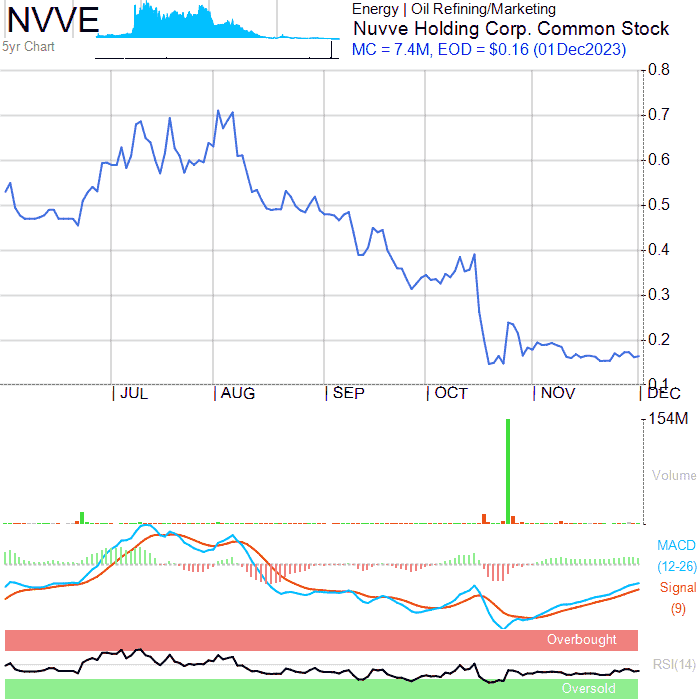 NVVE
5yr Chart
Energy | Oil Refining/Marketing
Nuvve Holding Corp. Common Stock
MC = 7.4M, EOD = $0.16 (01Dec2023)
0.8
0.7
0.6
0.5
0.4
0.3
0.2
0.1
JUL AUG SEP OCT NOV DEC
154M
Volume
MACD
(12-26)
Signal
(9)
Overbought
RSI(14)
Oversold